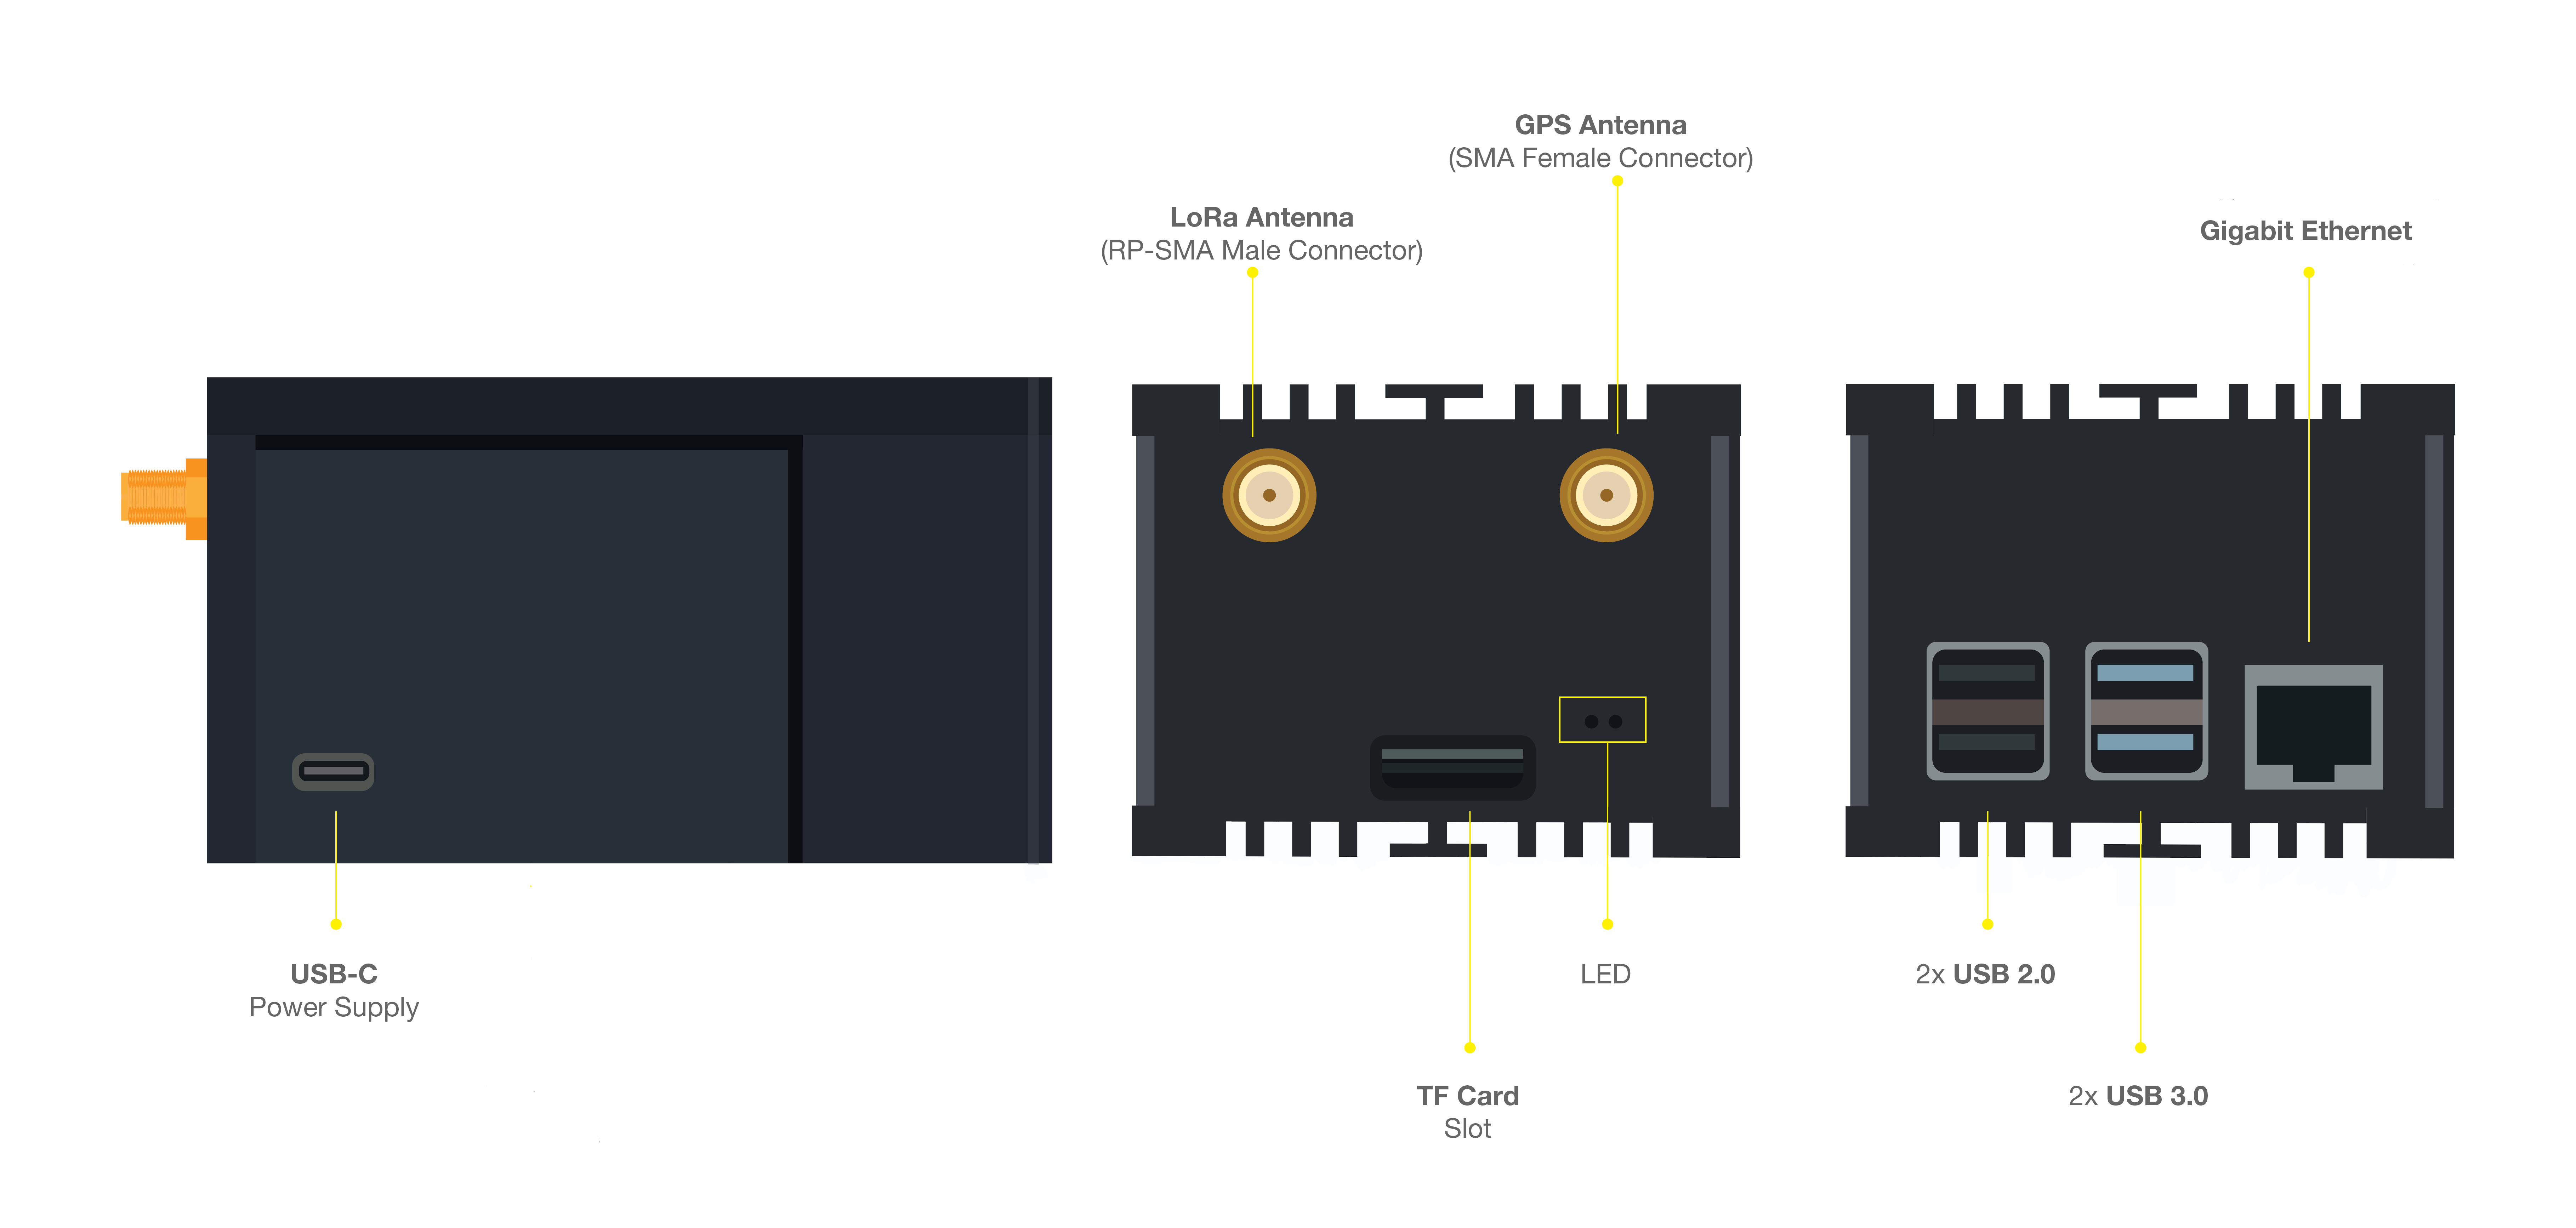 GPS Antenna
(SMA Female Connector)
LoRa Antenna
(RP-SMA Male Connector)
Gigabit Ethernet
USB-C
Power Supply
LED
2x USB 2.0
TF Card
Slot
2x USB 3.0